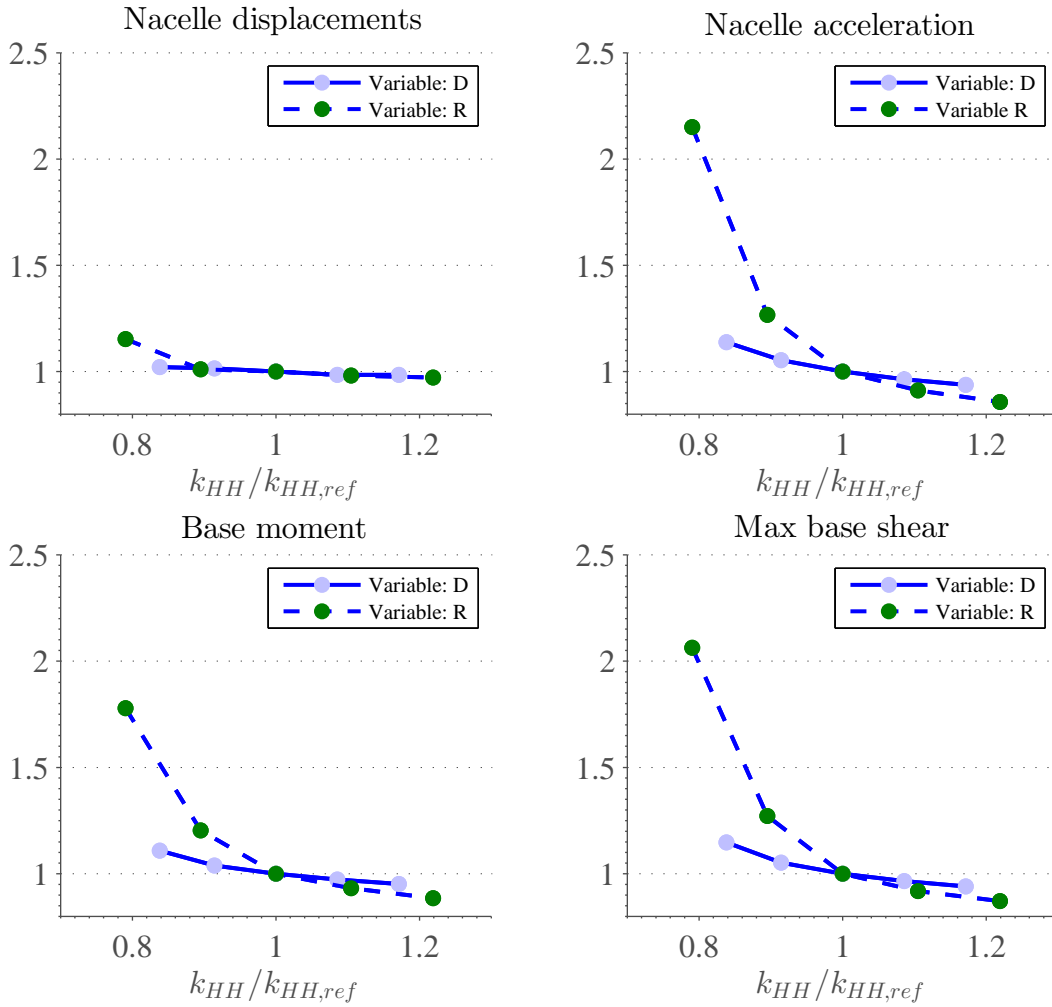 Nacelle displacements
2.5
2
1.5
1
0.8
1
1.2
k_{HH}/k_{HH,ref}
Variable: D
Variable: R
Nacelle acceleration
2.5
2
1.5
1
0.8
1
1.2
k_{HH}/k_{HH,ref}
Variable: D
Variable R
Base moment
2.5
2
1.5
1
0.8
1
1.2
k_{HH}/k_{HH,ref}
Variable: D
Variable: R
Max base shear
2.5
2
1.5
1
0.8
1
1.2
k_{HH}/k_{HH,ref}
Variable: D
Variable: R